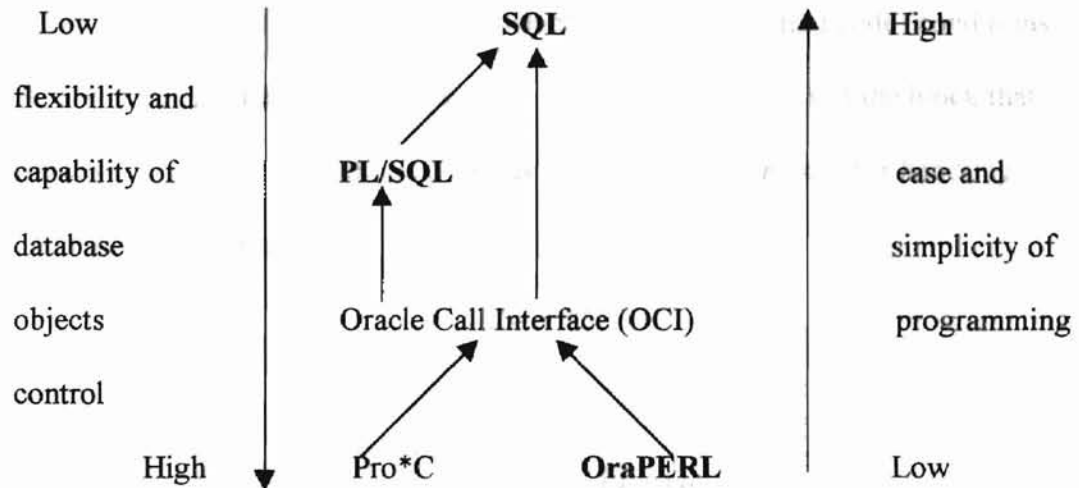 Low SQL High
flexibility and
capability of PL/SQL ease and
database simplicity of
objects Oracle Call Interface (OCI) programming
control
High Pro*C OraPERL Low